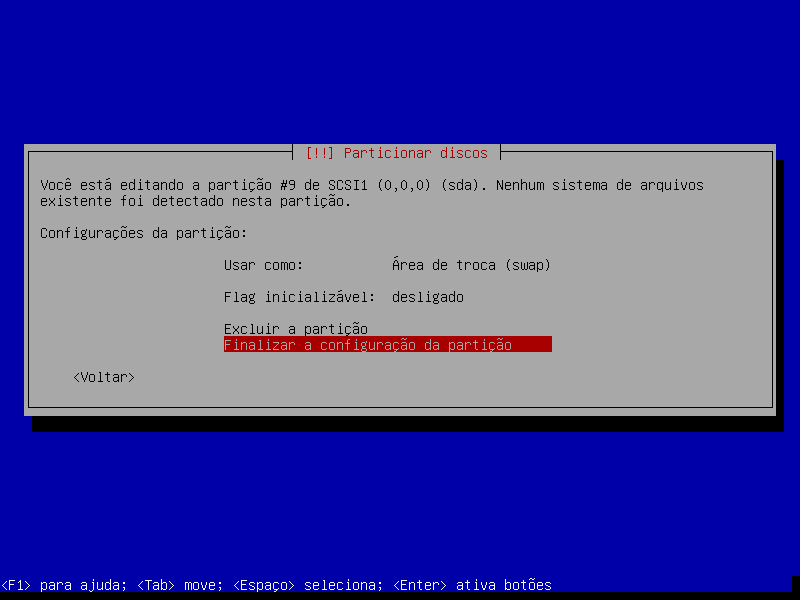 [!!] Particionar discos
Você está editando a partição #9 de SCSI1 (0,0,0) (sda). Nenhum sistema de arquivos
existente foi detectado nesta partição.
Configurações da partição:
Usar como: Área de troca (swap)
Flag inicializável: desligado
Excluir a partição
Finalizar a configuração da partição
<Voltar>
<F1> para ajuda; <Tab> move; <Espaço> seleciona; <Enter> ativa botões